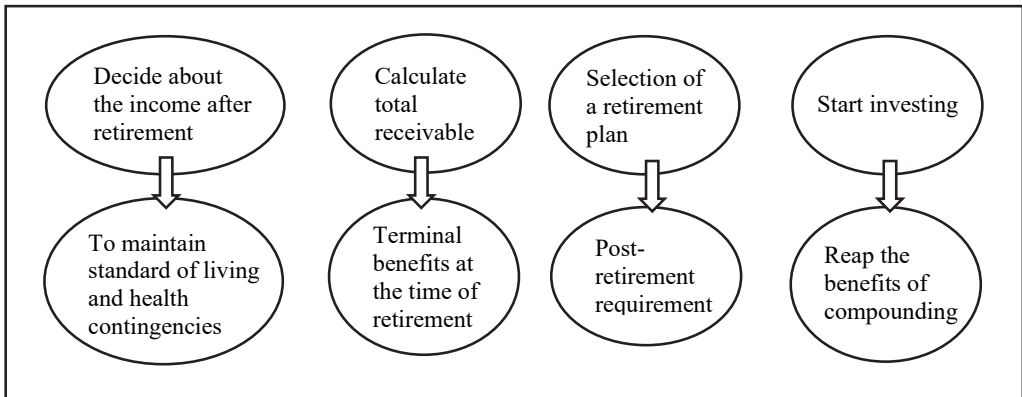 Decide about
the income after
retirement
Calculate
total
receivable
Selection of
a retirement
plan
Start investing
To maintain
standard of living
and health
contingencies
Terminal
benefits at
the time of
retirement
Post-
retirement
requirement
Reap the
benefits of
compounding